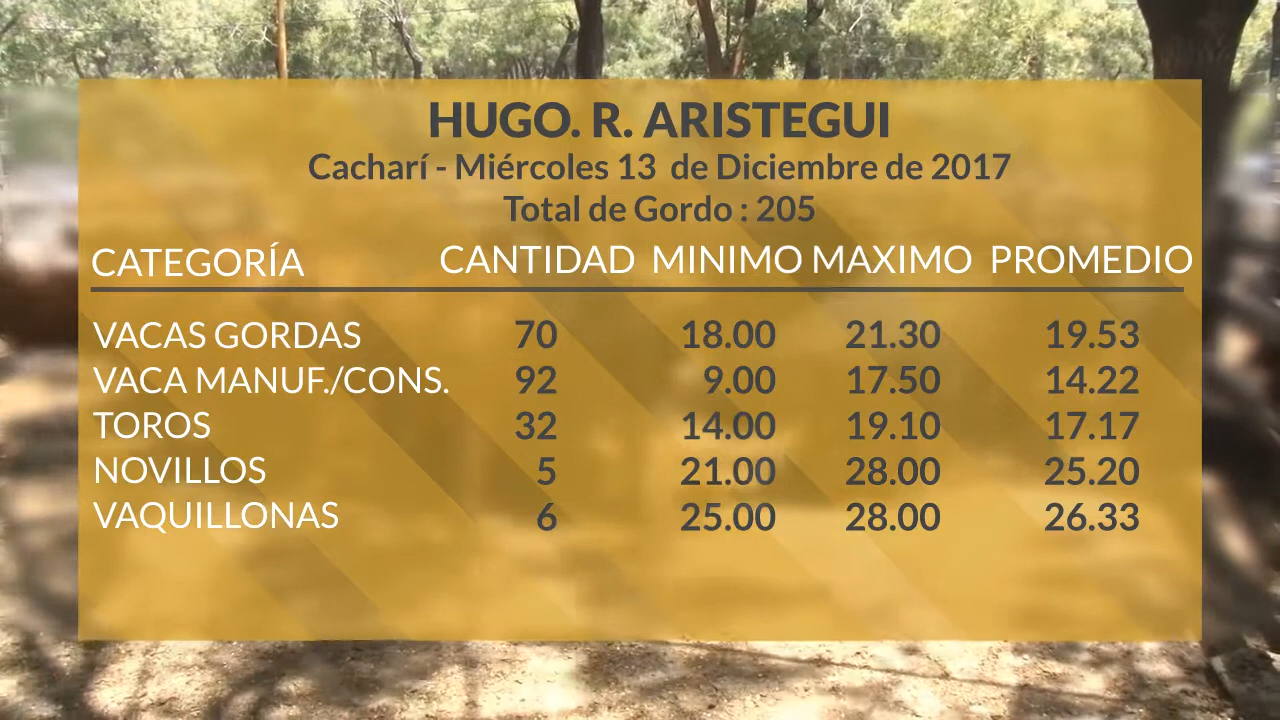 HUGO. R. ARISTEGUI
Cacharí - Miércoles 13 de Diciembre de 2017
Total de Gordo : 205
CATEGORÍA CANTIDAD MINIMO MAXIMO PROMEDIO
VACAS GORDAS 70 18.00 21.30 19.53
VACA MANUF./CONS. 92 9.00 17.50 14.22
TOROS 32 14.00 19.10 17.17
NOVILLOS 5 21.00 28.00 25.20
VAQUILLONAS 6 25.00 28.00 26.33